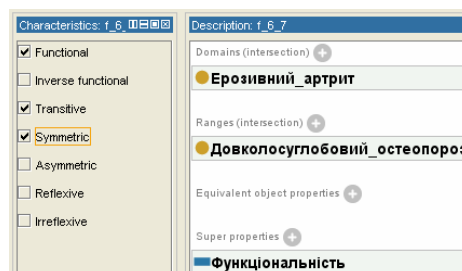 Characteristics: f_6_
Functional
Inverse functional
Transitive
Symmetric
Asymmetric
Reflexive
Irreflexive
Description: f_6_7
Domains (intersection)
Ерозивний_артрит
Ranges (intersection)
Довколосуглобовий_остеопороз
Equivalent object properties
Super properties
Функціональність